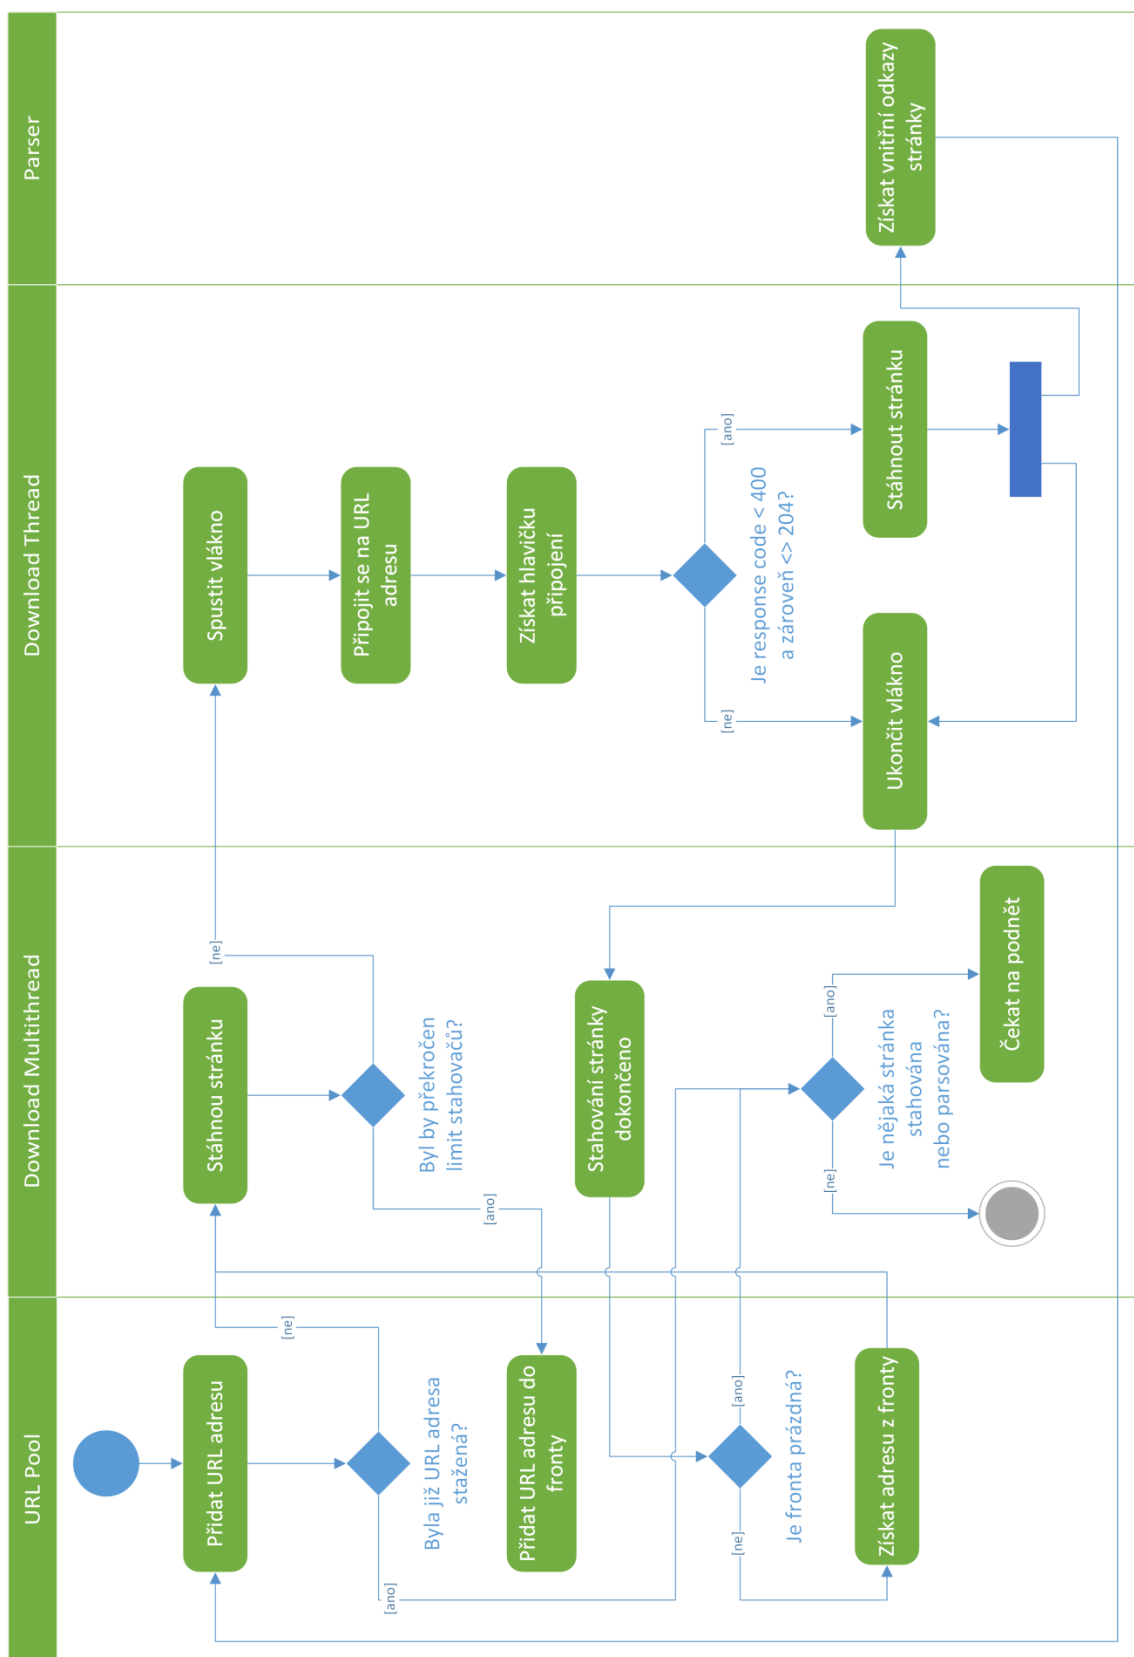 URL Pool
Download Multithread
Download Thread
Parser
Přidat URL adresu
Byla již URL adresa
stažená?
[ne]
[ano]
Přidat URL adresu do
fronty
Je fronta prázdná?
[ano]
[ne]
Získat adresu z fronty
Stáhnou stránku
Byl by překročen
limit stahovačů?
[ne]
[ano]
Stahování stránky
dokončeno
Je nějaká stránka
stahována
nebo parsována?
[ne]
[ano]
Čekat na podnět
Spustit vlákno
Připojit se na URL
adresu
Získat hlavičku
připojení
Je response code < 400
a zároveň <> 204?
[ne]
[ano]
Ukončit vlákno
Stáhnout stránku
Získat vnitřní odkazy
stránky